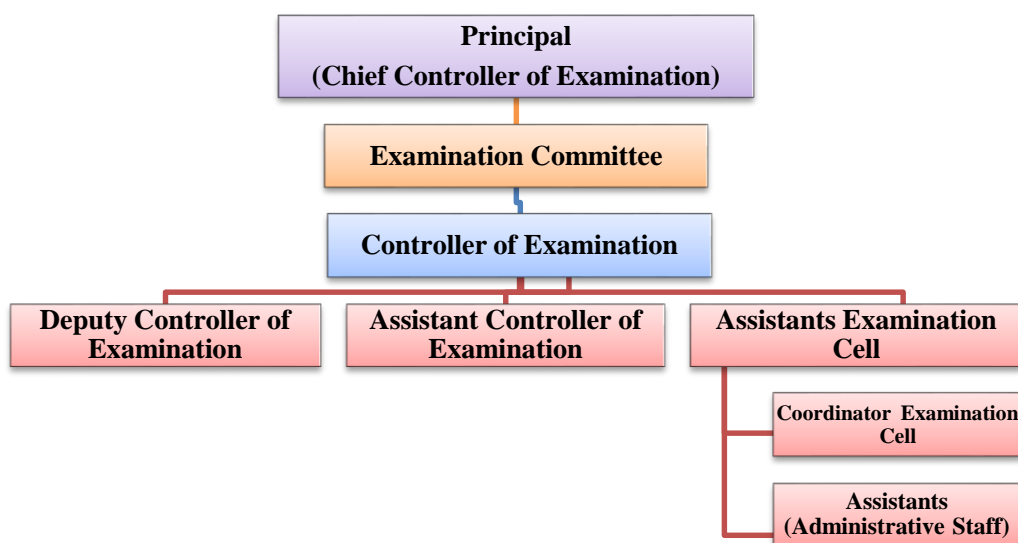 Principal
(Chief Controller of Examination)
Examination Committee
Controller of Examination
Deputy Controller of
Examination
Assistant Controller of
Examination
Assistants Examination
Cell
Coordinator Examination
Cell
Assistants
(Administrative Staff)